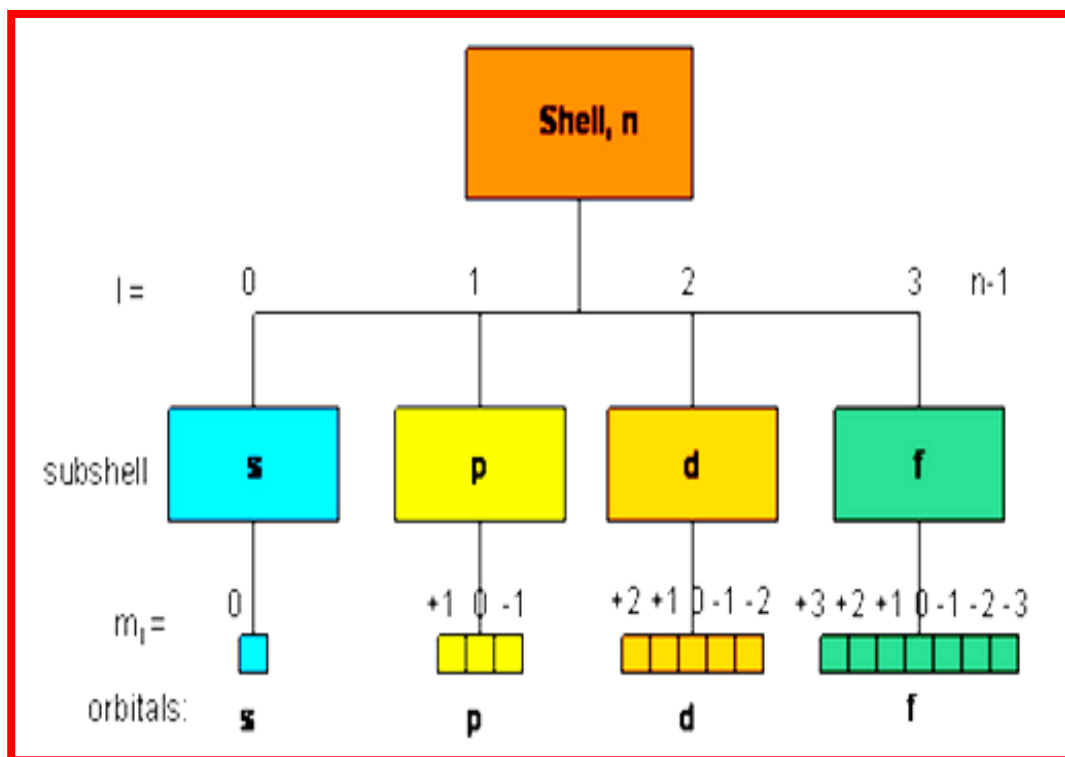 Shell, n
l = 0 1 2 3 n-1
subshell s p d f
0 +1 0 -1 +2 +1 0 -1 -2 +3 +2 +1 0 -1 -2 -3
ml =
orbitals: s p d f